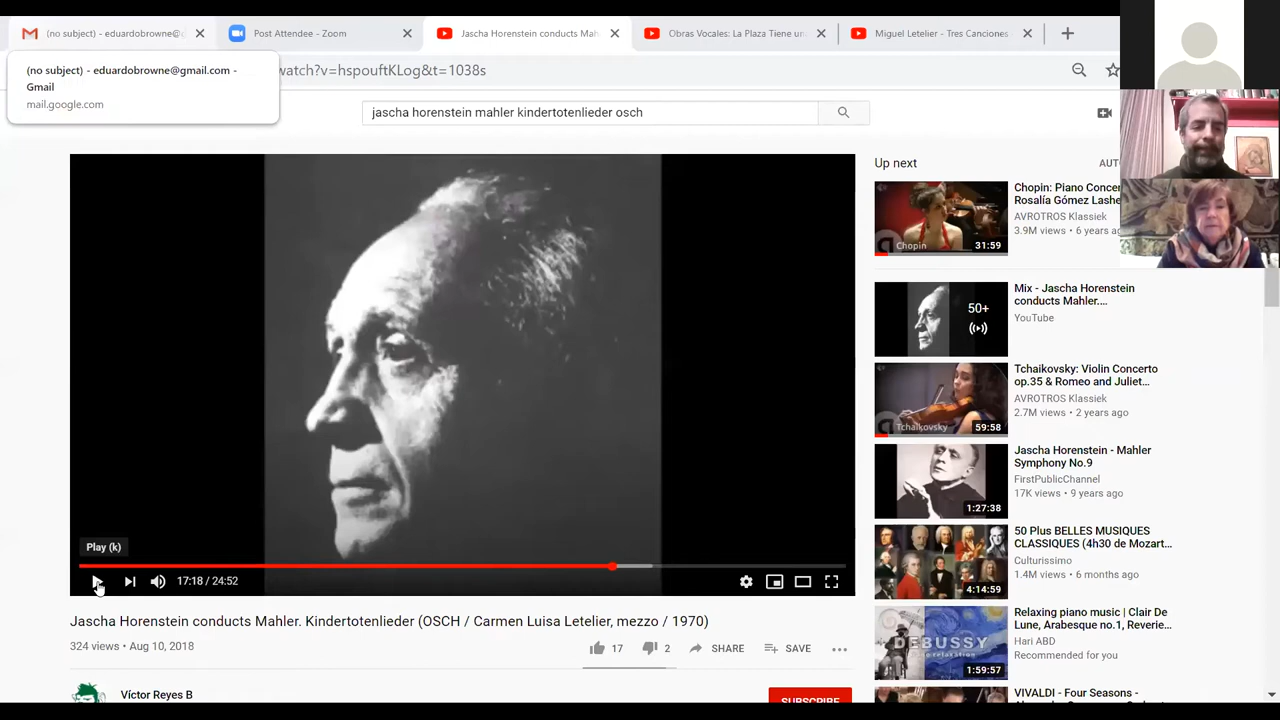 (no subject) - eduardobrowne@
Post Attendee - Zoom
Jascha Horenstein conducts Mah
Obras Vocales: La Plaza Tiene un
Miguel Letelier - Tres Canciones
(no subject) - eduardobrowne@gmail.com -
Gmail
mail.google.com
watch?v=hspouftKLog&t=1038s
jascha horenstein mahler kindertotenlieder osch
Up next
AUT
Chopin: Piano Concer
Rosalía Gómez Lashe
AVROTROS Klassiek
3.9M views • 6 years ag
Chopin
31:59
Mix - Jascha Horenstein
conducts Mahler....
YouTube
50+
Tchaikovsky: Violin Concerto
op.35 & Romeo and Juliet...
AVROTROS Klassiek
2.7M views • 2 years ago
Tchaikovsky
59:58
Jascha Horenstein - Mahler
Symphony No.9
FirstPublicChannel
17K views • 9 years ago
1:27:38
50 Plus BELLES MUSIQUES
CLASSIQUES (4h30 de Mozart...
Culturissimo
1.4M views • 6 months ago
4:14:59
Relaxing piano music | Clair De
Lune, Arabesque no.1, Reverie...
Hari ABD
Recommended for you
DEBUSSY
1:59:57
VIVALDI - Four Seasons -
Play (k)
17:18 / 24:52
Jascha Horenstein conducts Mahler. Kindertotenlieder (OSCH / Carmen Luisa Letelier, mezzo / 1970)
324 views • Aug 10, 2018
17
2
SHARE
SAVE
Víctor Reyes B
SUBSCRIBE